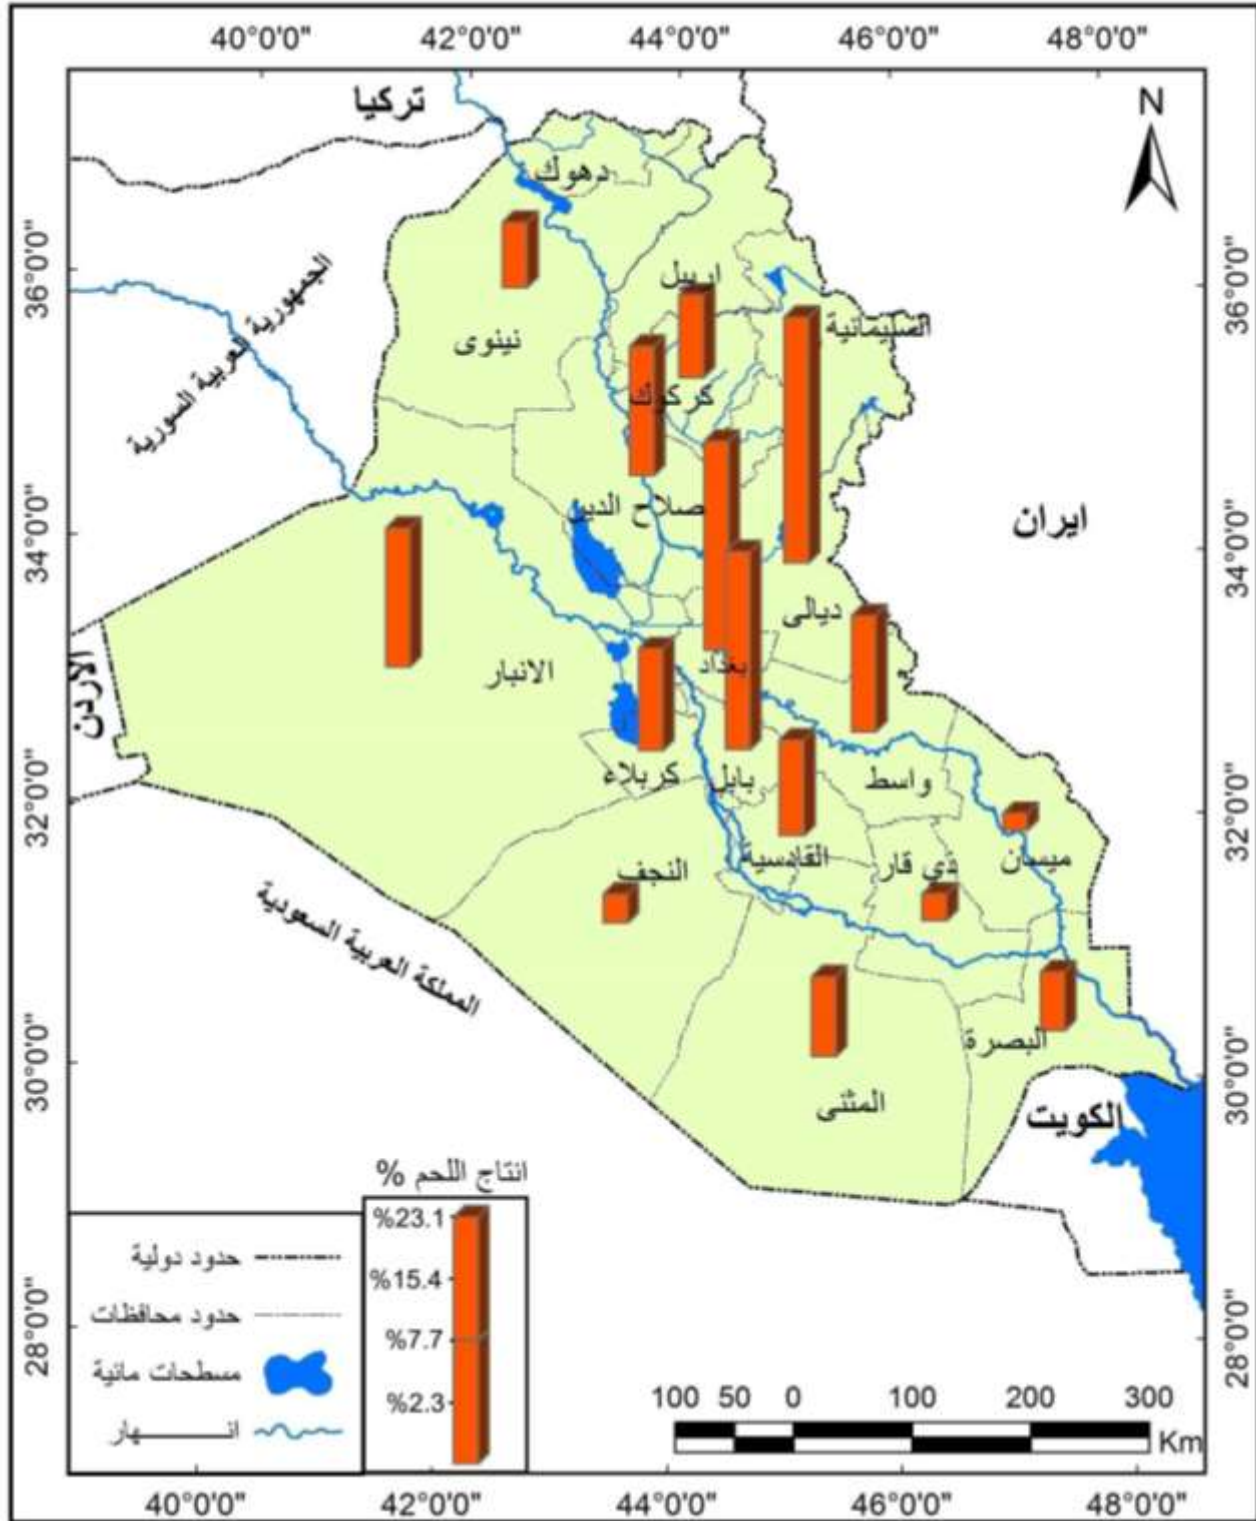 40°0'0" 42°0'0" 44°0'0" 46°0'0" 48°0'0"
تركيا
N
دهوك
36°0'0"
36°0'0"
اربيل
السليمانية
الجمهورية العربية السورية
نينوى
كركوك
صلاح الدين
ايران
34°0'0"
34°0'0"
ديالى
بغداد
الانبار
الأردن
كربلاء
بابل
واسط
32°0'0"
32°0'0"
القادسية
ذي قار
ميسان
النجف
المملكة العربية السعودية
البصرة
30°0'0"
30°0'0"
المثنى
الكويت
انتاج اللحم %
%23.1
%15.4
%7.7
%2.3
حدود دولية
حدود محافظات
مسطحات مائية
انـــــــهار
28°0'0"
28°0'0"
100 50 0 100 200 300
Km
40°0'0" 42°0'0" 44°0'0" 46°0'0" 48°0'0"